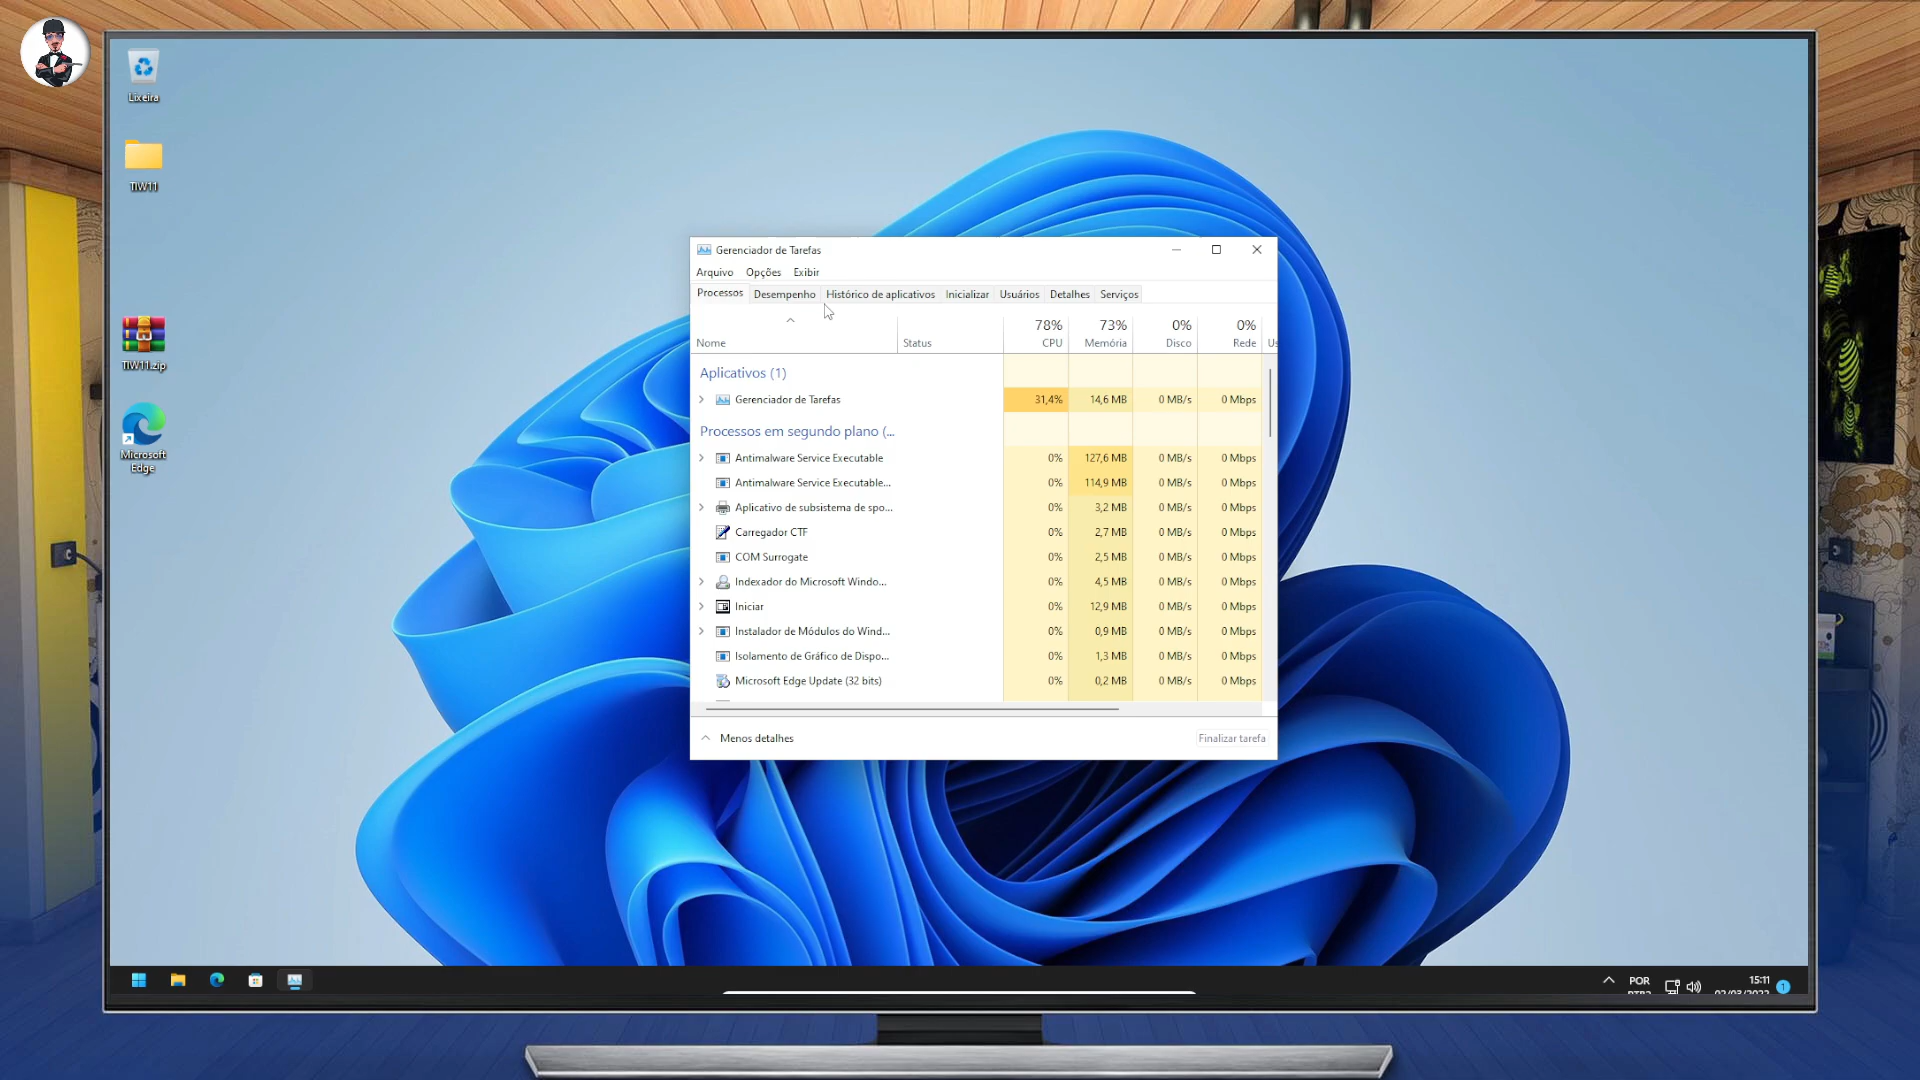 Lixeira
TIW11
TIW11.zip
Microsoft
Edge
Gerenciador de Tarefas
Arquivo Opções Exibir
Processos Desempenho Histórico de aplicativos Inicializar Usuários Detalhes Serviços
78% 73% 0% 0%
Nome Status CPU Memória Disco Rede Us
Aplicativos (1)
Gerenciador de Tarefas 31,4% 14,6 MB 0 MB/s 0 Mbps
Processos em segundo plano (...
Antimalware Service Executable 0% 127,6 MB 0 MB/s 0 Mbps
Antimalware Service Executable... 0% 114,9 MB 0 MB/s 0 Mbps
Aplicativo de subsistema de spo... 0% 3,2 MB 0 MB/s 0 Mbps
Carregador CTF 0% 2,7 MB 0 MB/s 0 Mbps
COM Surrogate 0% 2,5 MB 0 MB/s 0 Mbps
Indexador do Microsoft Windo... 0% 4,5 MB 0 MB/s 0 Mbps
Iniciar 0% 12,9 MB 0 MB/s 0 Mbps
Instalador de Módulos do Wind... 0% 0,9 MB 0 MB/s 0 Mbps
Isolamento de Gráfico de Dispo... 0% 1,3 MB 0 MB/s 0 Mbps
Microsoft Edge Update (32 bits) 0% 0,2 MB 0 MB/s 0 Mbps
Menos detalhes Finalizar tarefa
POR 15:11 1